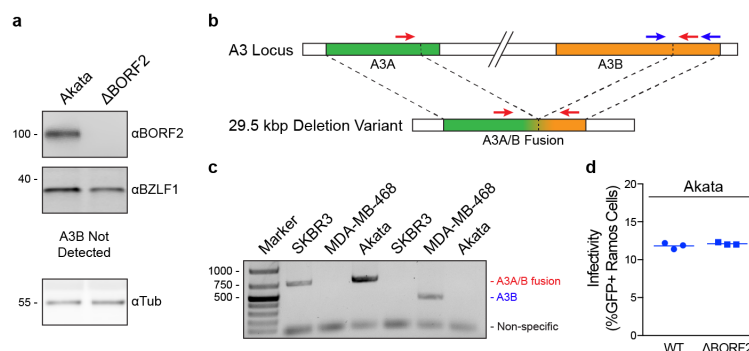 a
Akata
ΔBORF2
100 -
αBORF2
40 -
αBZLF1
A3B Not
Detected
55 -
αTub
b
A3 Locus
A3A
A3B
29.5 kbp Deletion Variant
A3A/B Fusion
c
Marker
SKBR3
MDA-MB-468
Akata
SKBR3
MDA-MB-468
Akata
1000 -
750 -
500 -
- A3A/B fusion
- A3B
- Non-specific
d
Akata
Infectivity
(%GFP+ Ramos Cells)
20
15
10
5
0
WT
ΔBORF2